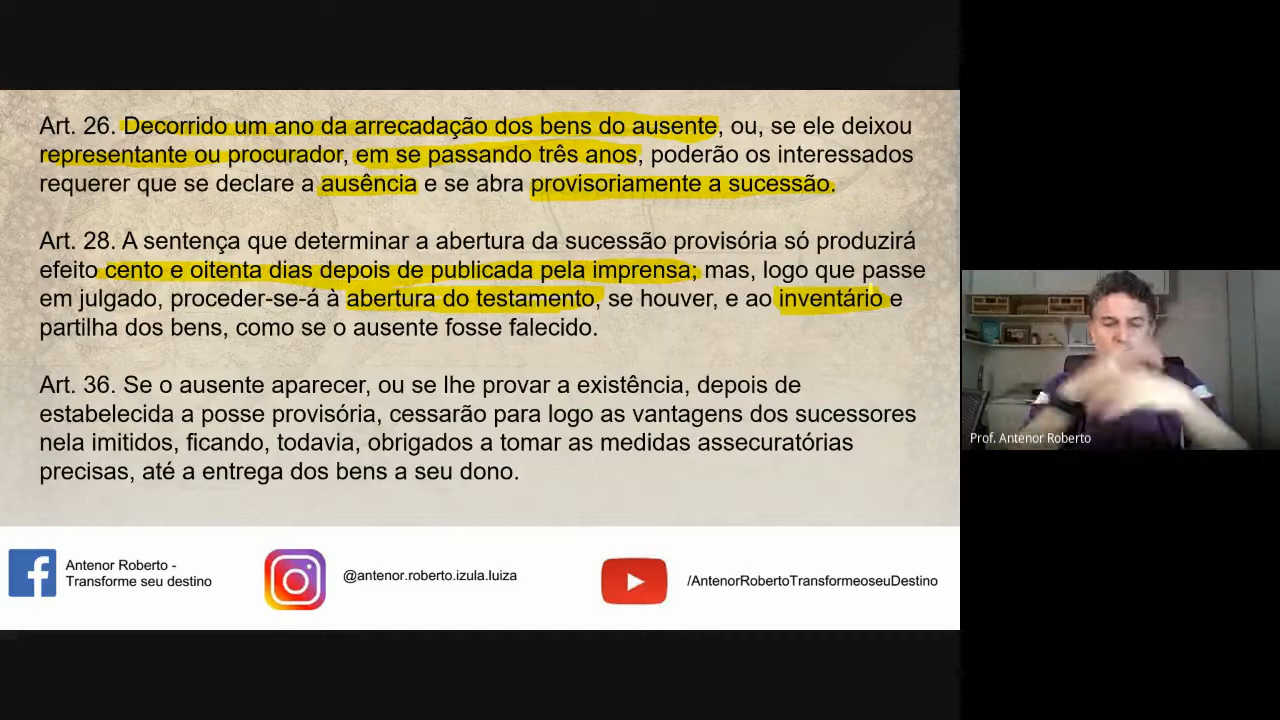 Art. 26. Decorrido um ano da arrecadação dos bens do ausente, ou, se ele deixou
representante ou procurador, em se passando três anos, poderão os interessados
requerer que se declare a ausência e se abra provisoriamente a sucessão.
Art. 28. A sentença que determinar a abertura da sucessão provisória só produzirá
efeito cento e oitenta dias depois de publicada pela imprensa; mas, logo que passe
em julgado, proceder-se-á à abertura do testamento, se houver, e ao inventário e
partilha dos bens, como se o ausente fosse falecido.
Art. 36. Se o ausente aparecer, ou se lhe provar a existência, depois de
estabelecida a posse provisória, cessarão para logo as vantagens dos sucessores
nela imitidos, ficando, todavia, obrigados a tomar as medidas assecuratórias
precisas, até a entrega dos bens a seu dono.
Prof. Antenor Roberto
Antenor Roberto -
Transforme seu destino
@antenor.roberto.izula.luiza
/AntenorRobertoTransformeoseuDestino